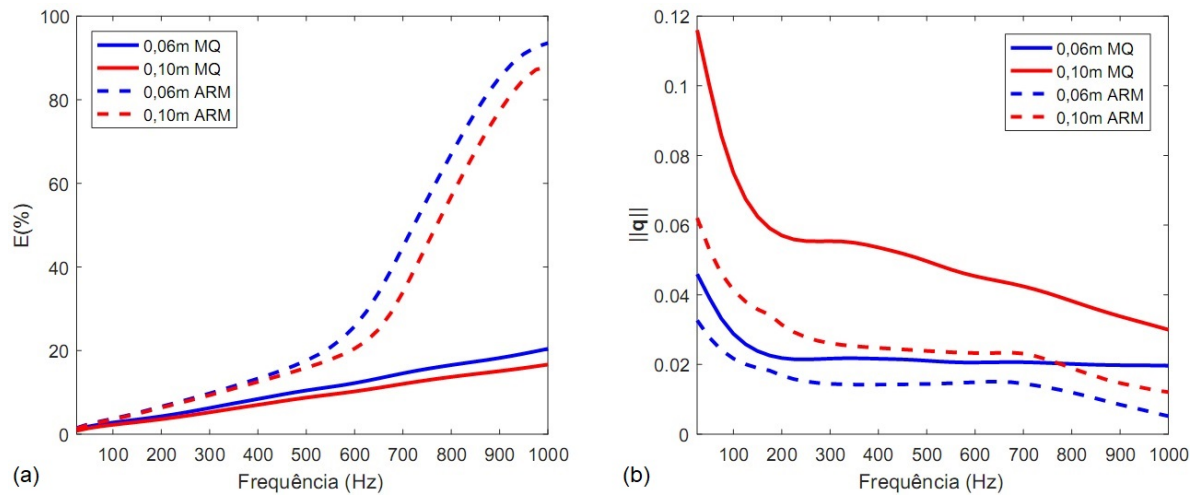 100
80
60
40
20
0
E(%)
0,06m MQ
0,10m MQ
0,06m ARM
0,10m ARM
100 200 300 400 500 600 700 800 900 1000
Frequência (Hz)
(a)
0.12
0.1
0.08
0.06
0.04
0.02
0
||q||
0,06m MQ
0,10m MQ
0,06m ARM
0,10m ARM
100 200 300 400 500 600 700 800 900 1000
Frequência (Hz)
(b)